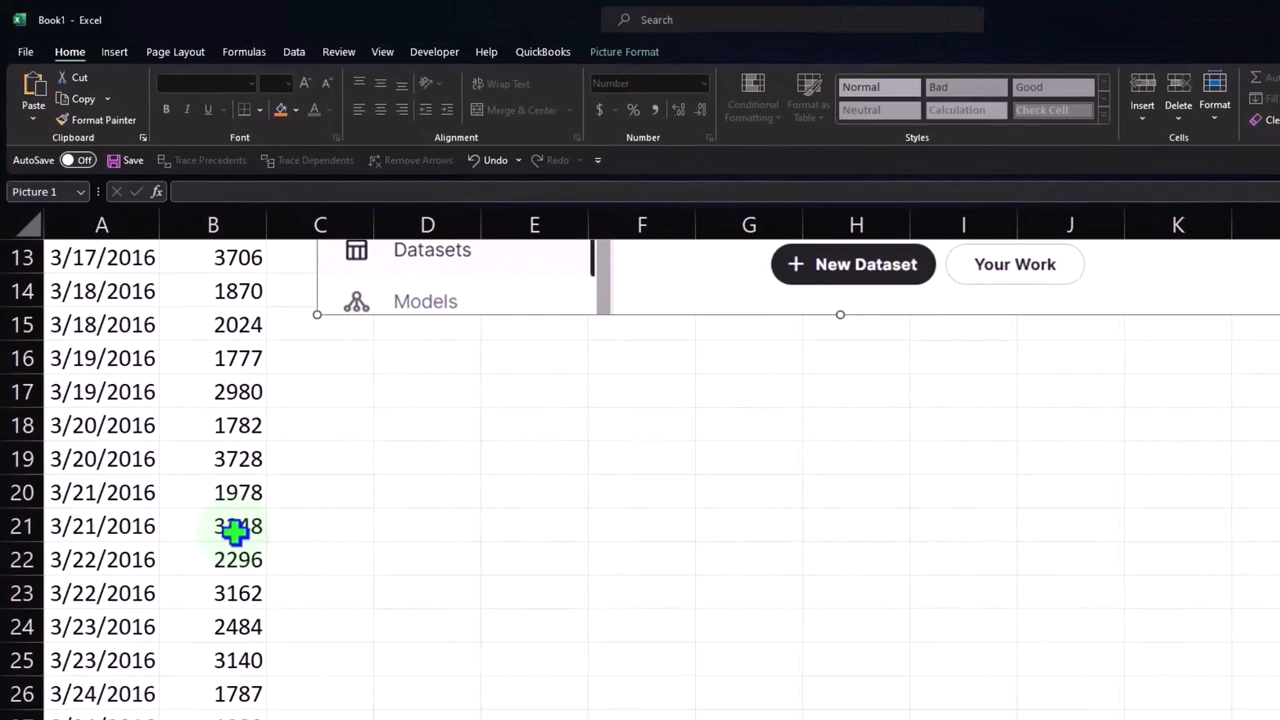 Book1 - Excel
Search
File Home Insert Page Layout Formulas Data Review View Developer Help QuickBooks Picture Format
Paste
Cut
Copy
Format Painter
Clipboard
B I U
Font
Wrap Text
Merge & Center
Alignment
Number
$ % ,
Number
Conditional Formatting
Format as Table
Normal Bad Good
Neutral Calculation Check Cell
Styles
Insert Delete Format
Cells
AutoSave Off Save Trace Precedents Trace Dependents Remove Arrows Undo Redo
Picture 1 fx
A B C D E F G H I J K
13 3/17/2016 3706
14 3/18/2016 1870
15 3/18/2016 2024
16 3/19/2016 1777
17 3/19/2016 2980
18 3/20/2016 1782
19 3/20/2016 3728
20 3/21/2016 1978
21 3/21/2016
22 3/22/2016 2296
23 3/22/2016 3162
24 3/23/2016 2484
25 3/23/2016 3140
26 3/24/2016 1787
Datasets
Models
+ New Dataset
Your Work